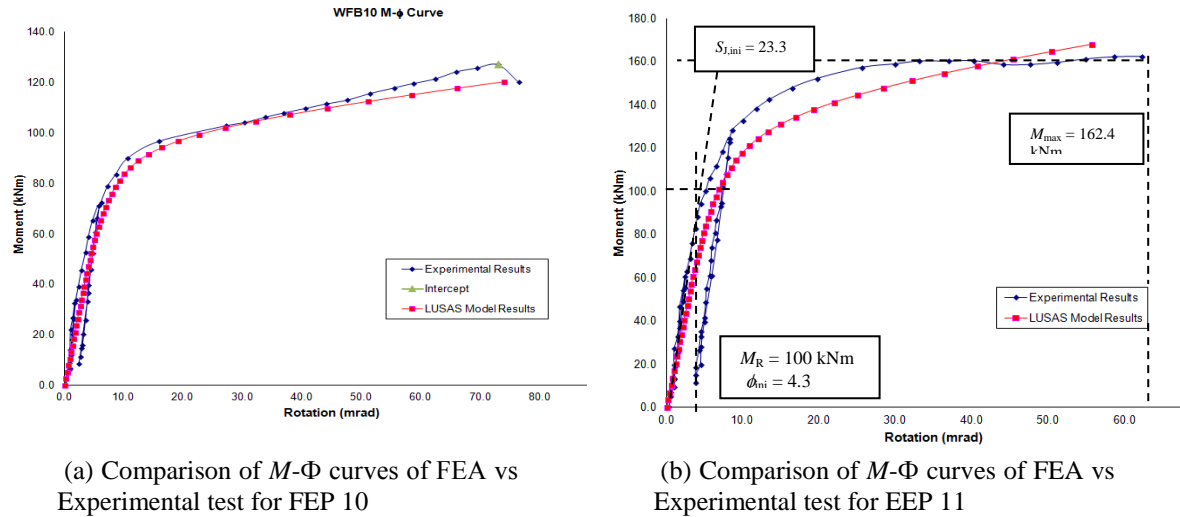 WFB10 M-ϕ Curve
140.0
120.0
100.0
80.0
60.0
40.0
20.0
0.0
Moment (kNm)
Experimental Results
Intercept
LUSAS Model Results
0.0 10.0 20.0 30.0 40.0 50.0 60.0 70.0 80.0
Rotation (mrad)
(a) Comparison of M-Φ curves of FEA vs
Experimental test for FEP 10
180.0
160.0
140.0
120.0
100.0
80.0
60.0
40.0
20.0
0.0
Moment (kNm)
S_J,ini = 23.3
M_max = 162.4
kNm
Experimental Results
LUSAS Model Results
M_R = 100 kNm
ϕ_ini = 4.3
0.0 10.0 20.0 30.0 40.0 50.0 60.0
Rotation (mrad)
(b) Comparison of M-Φ curves of FEA vs
Experimental test for EEP 11